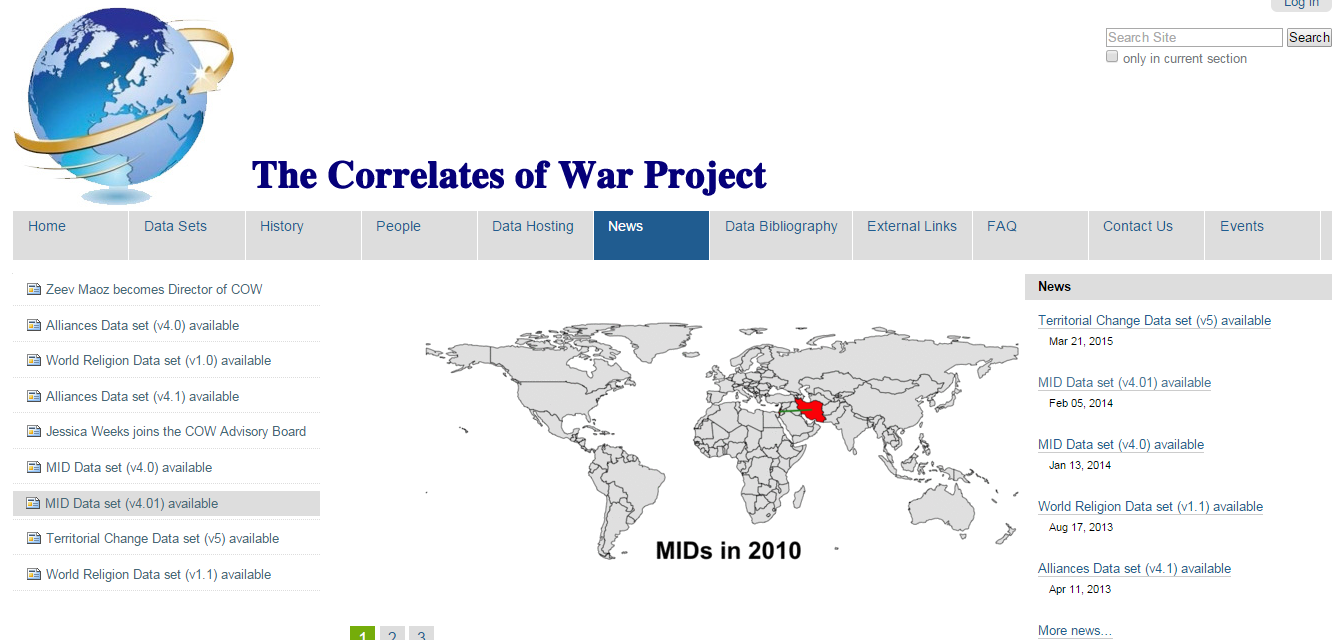 Log in
Search Site
Search
only in current section
The Correlates of War Project
Home
Data Sets
History
People
Data Hosting
News
Data Bibliography
External Links
FAQ
Contact Us
Events
Zeev Maoz becomes Director of COW
Alliances Data set (v4.0) available
World Religion Data set (v1.0) available
Alliances Data set (v4.1) available
Jessica Weeks joins the COW Advisory Board
MID Data set (v4.0) available
MID Data set (v4.01) available
Territorial Change Data set (v5) available
World Religion Data set (v1.1) available
MIDs in 2010
1 2 3
News
Territorial Change Data set (v5) available
Mar 21, 2015
MID Data set (v4.01) available
Feb 05, 2014
MID Data set (v4.0) available
Jan 13, 2014
World Religion Data set (v1.1) available
Aug 17, 2013
Alliances Data set (v4.1) available
Apr 11, 2013
More news...